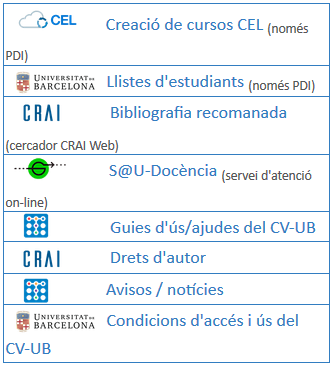 CEL Creació de cursos CEL (només
PDI)
UNIVERSITAT DE
BARCELONA
Llistes d'estudiants (només PDI)
CRAI Bibliografia recomanada
(cercador CRAI Web)
S@U-Docència (servei d'atenció
on-line)
Guies d'ús/ajudes del CV-UB
CRAI Drets d'autor
Avisos / notícies
UNIVERSITAT DE
BARCELONA
Condicions d'accés i ús del
CV-UB